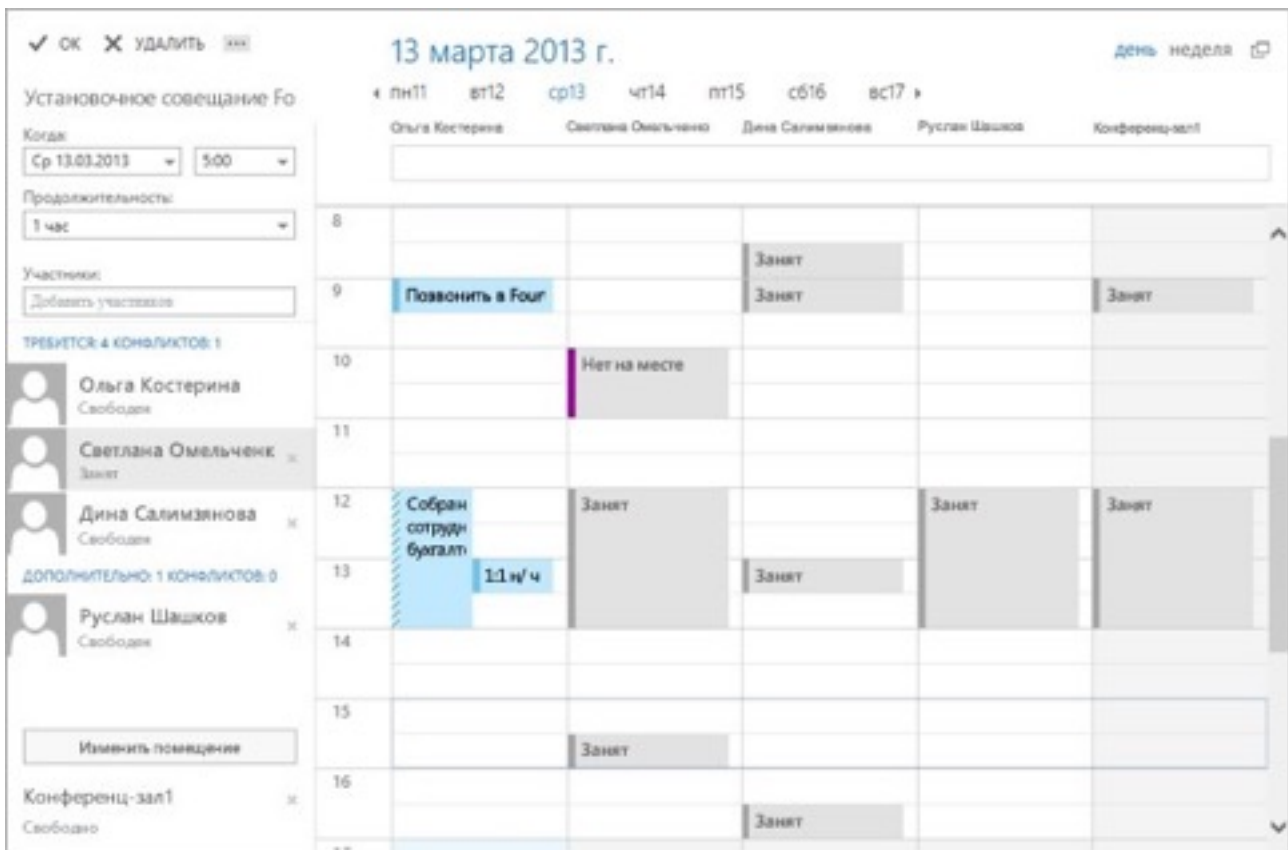 ОК УДАЛИТЬ ...
13 марта 2013 г.
день неделя
Установочное совещание Fo
пн11 вт12 ср13 чт14 пт15 сб16 вс17
Ольга Костерина Светлана Омельченко Дина Салимзянова Руслан Шашков Конференц-зал1
Когда:
Ср 13.03.2013 5:00
Продолжительность:
1 час
Участники:
Добавить участников
ТРЕБУЕТСЯ: 4 КОНФЛИКТОВ: 1
Ольга Костерина
Свободен
Светлана Омельченк
Занят
Дина Салимзянова
Свободен
ДОПОЛНИТЕЛЬНО: 1 КОНФЛИКТОВ: 0
Руслан Шашков
Свободен
Изменить помещение
Конференц-зал1
Свободно
8
Занят
9
Позвонить в Four
Занят
Занят
10
Нет на месте
11
12
Собран
сотрудн
бухгалт
Занят
Занят
Занят
13
1:1 н/ ч
Занят
14
15
Занят
16
Занят